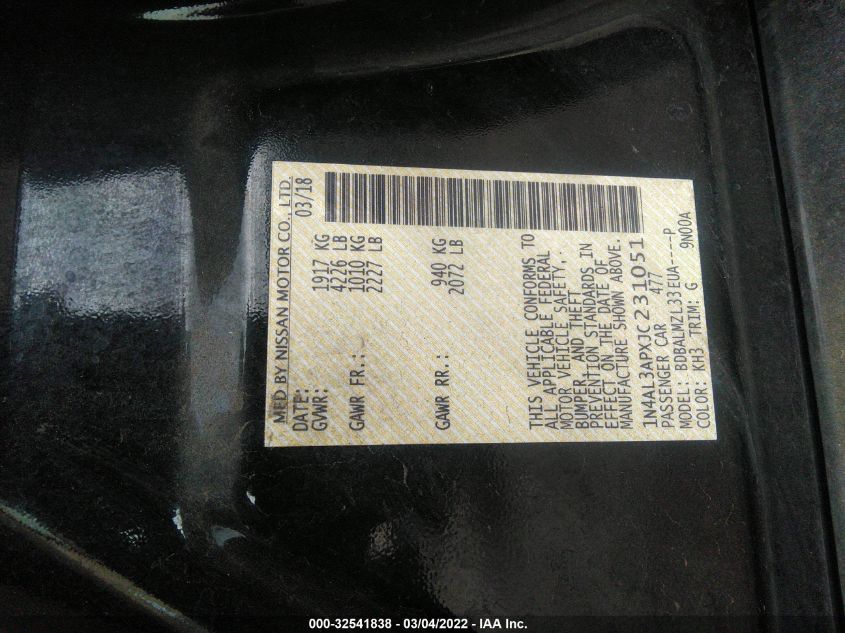 MFD BY NISSAN MOTOR CO., LTD
DATE: 03/18
GVWR: 1917 KG
4226 LB
GAWR FR.: 1010 KG
2227 LB
GAWR RR.: 940 KG
2072 LB
THIS VEHICLE CONFORMS TO
ALL APPLICABLE FEDERAL
MOTOR VEHICLE SAFETY,
BUMPER, AND THEFT
PREVENTION STANDARDS IN
EFFECT ON THE DATE OF
MANUFACTURE SHOWN ABOVE.
1N4AL3APXJC231051
PASSENGER CAR 477
MODEL: BDBALMZL33EUA----P
COLOR: KH3 TRIM: G 9N00A
000-32541838 - 03/04/2022 - IAA Inc.